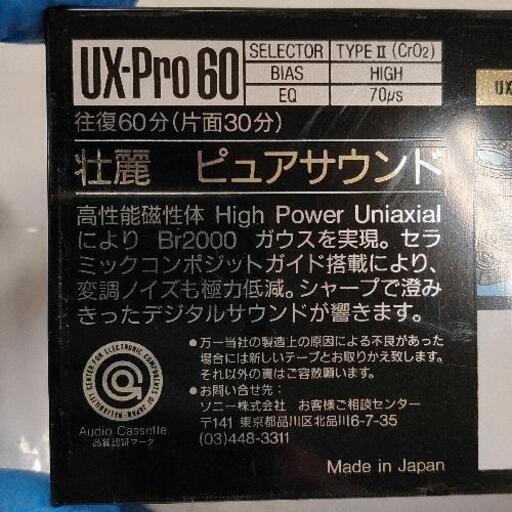 UX-Pro 60
SELECTOR TYPE II (CrO2)
BIAS HIGH
EQ 70μs
UX
往復60分(片面30分)
壮麗 ピュアサウンド
高性能磁性体 High Power Uniaxial
により Br2000 ガウスを実現。セラ
ミックコンポジットガイド搭載により、
変調ノイズも極力低減。シャープで澄み
きったデジタルサウンドが響きます。
●万一当社の製造上の原因による不良があった
場合には新しいテープとお取りかえ致します。
それ以外の責はご容赦願います。
●お問い合せ先:
ソニー株式会社 お客様ご相談センター
〒141 東京都品川区北品川6-7-35
(03)448-3311
RELIABILITY CENTER FOR ELECTRONIC COMPONENTS OF JAPAN
Audio Cassette
品質認証マーク
Made in Japan